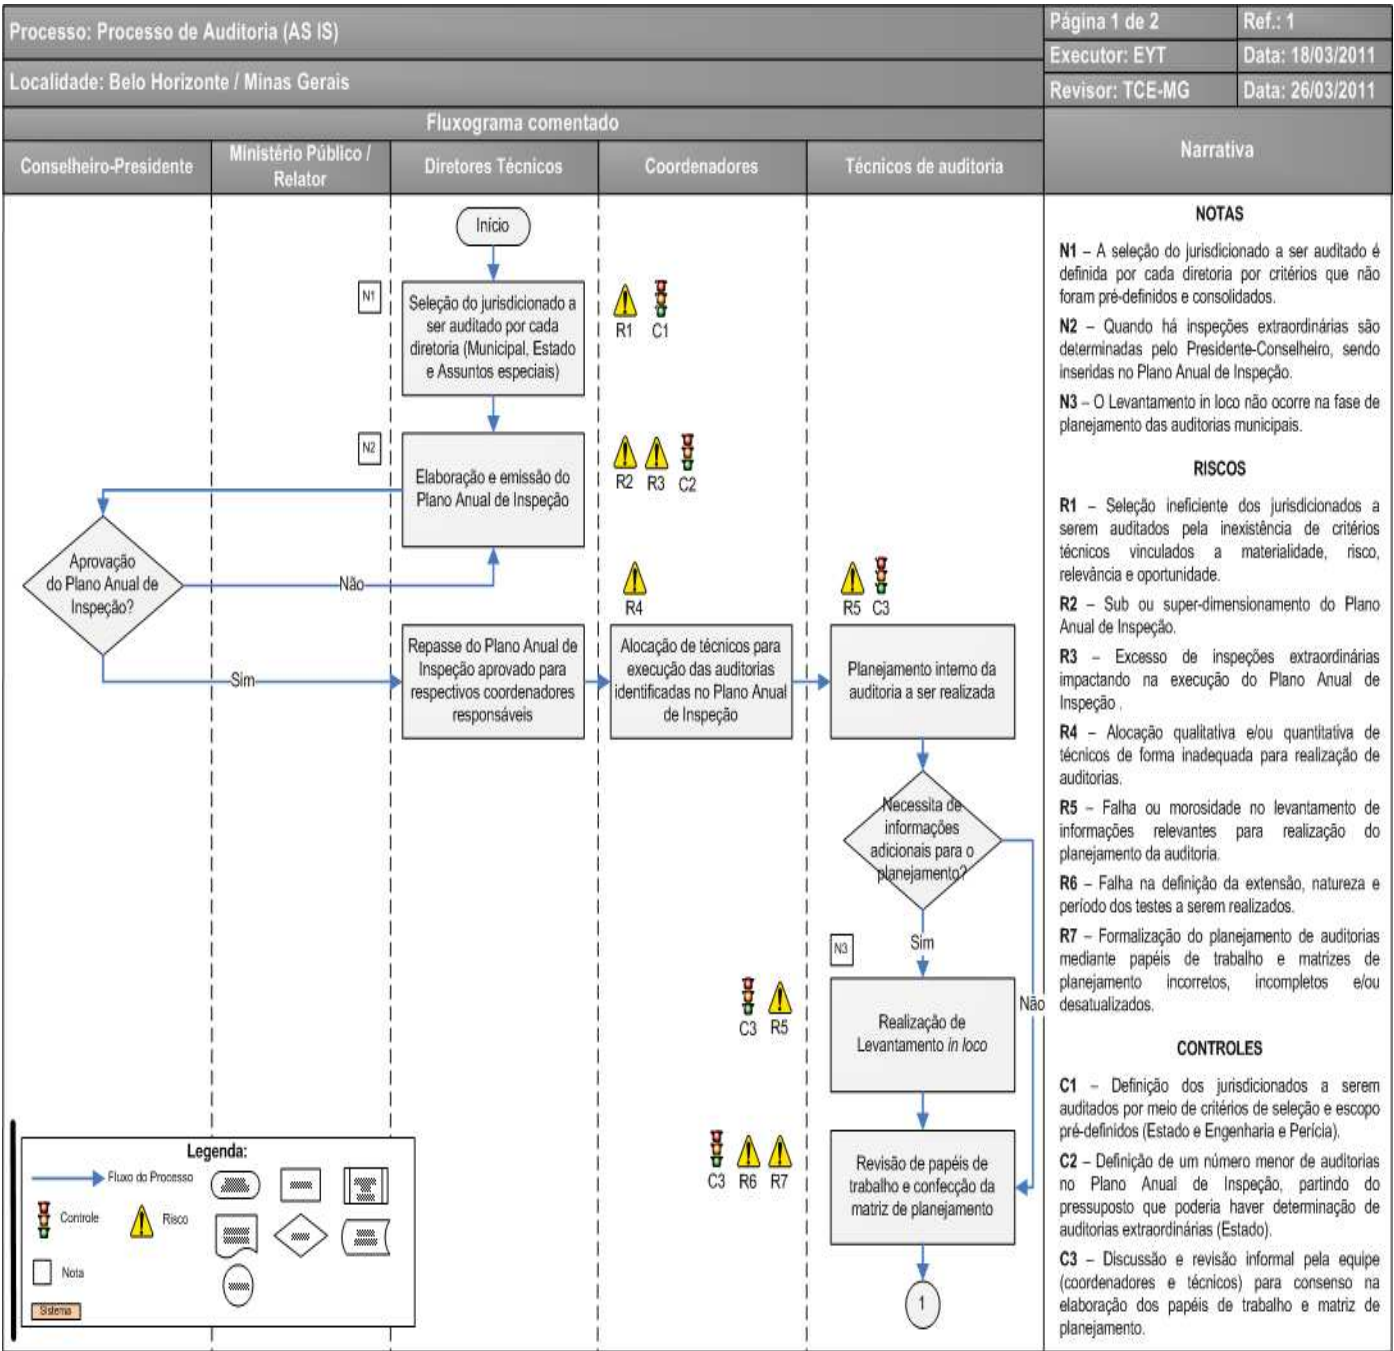 Processo: Processo de Auditoria (AS IS)
Página 1 de 2
Ref.: 1
Executor: EYT
Data: 18/03/2011
Localidade: Belo Horizonte / Minas Gerais
Revisor: TCE-MG
Data: 26/03/2011
Fluxograma comentado
Narrativa
Conselheiro-Presidente
Ministério Público /
Relator
Diretores Técnicos
Coordenadores
Técnicos de auditoria
Início
N1
Seleção do jurisdicionado a
ser auditado por cada
diretoria (Municipal, Estado
e Assuntos especiais)
R1
C1
N2
Elaboração e emissão do
Plano Anual de Inspeção
R2
R3
C2
Aprovação
do Plano Anual de
Inspeção?
Não
Sim
R4
R5
C3
Repasse do Plano Anual de
Inspeção aprovado para
respectivos coordenadores
responsáveis
Alocação de técnicos para
execução das auditorias
identificadas no Plano Anual
de Inspeção
Planejamento interno da
auditoria a ser realizada
Necessita de
informações
adicionais para o
planejamento?
Sim
Não
N3
C3
R5
Realização de
Levantamento in loco
C3
R6
R7
Revisão de papéis de
trabalho e confecção da
matriz de planejamento
1
Legenda:
Fluxo do Processo
Controle
Risco
Nota
Sistema
NOTAS
N1 – A seleção do jurisdicionado a ser auditado é
definida por cada diretoria por critérios que não
foram pré-definidos e consolidados.
N2 – Quando há inspeções extraordinárias são
determinadas pelo Presidente-Conselheiro, sendo
inseridas no Plano Anual de Inspeção.
N3 – O Levantamento in loco não ocorre na fase de
planejamento das auditorias municipais.
RISCOS
R1 – Seleção ineficiente dos jurisdicionados a
serem auditados pela inexistência de critérios
técnicos vinculados a materialidade, risco,
relevância e oportunidade.
R2 – Sub ou super-dimensionamento do Plano
Anual de Inspeção.
R3 – Excesso de inspeções extraordinárias
impactando na execução do Plano Anual de
Inspeção .
R4 – Alocação qualitativa e/ou quantitativa de
técnicos de forma inadequada para realização de
auditorias.
R5 – Falha ou morosidade no levantamento de
informações relevantes para realização do
planejamento da auditoria.
R6 – Falha na definição da extensão, natureza e
período dos testes a serem realizados.
R7 – Formalização do planejamento de auditorias
mediante papéis de trabalho e matrizes de
planejamento incorretos, incompletos e/ou
desatualizados.
CONTROLES
C1 – Definição dos jurisdicionados a serem
auditados por meio de critérios de seleção e escopo
pré-definidos (Estado e Engenharia e Perícia).
C2 – Definição de um número menor de auditorias
no Plano Anual de Inspeção, partindo do
pressuposto que poderia haver determinação de
auditorias extraordinárias (Estado).
C3 – Discussão e revisão informal pela equipe
(coordenadores e técnicos) para consenso na
elaboração dos papéis de trabalho e matriz de
planejamento.